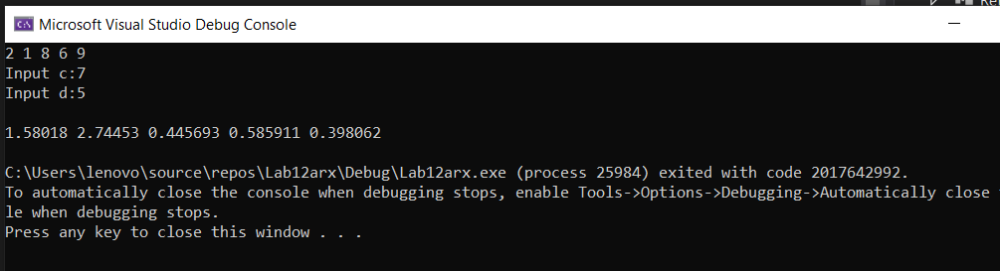 Microsoft Visual Studio Debug Console
2 1 8 6 9
Input c:7
Input d:5
1.58018 2.74453 0.445693 0.585911 0.398062
C:\Users\lenovo\source\repos\Lab12arx\Debug\Lab12arx.exe (process 25984) exited with code 2017642992.
To automatically close the console when debugging stops, enable Tools->Options->Debugging->Automatically close
le when debugging stops.
Press any key to close this window . . .